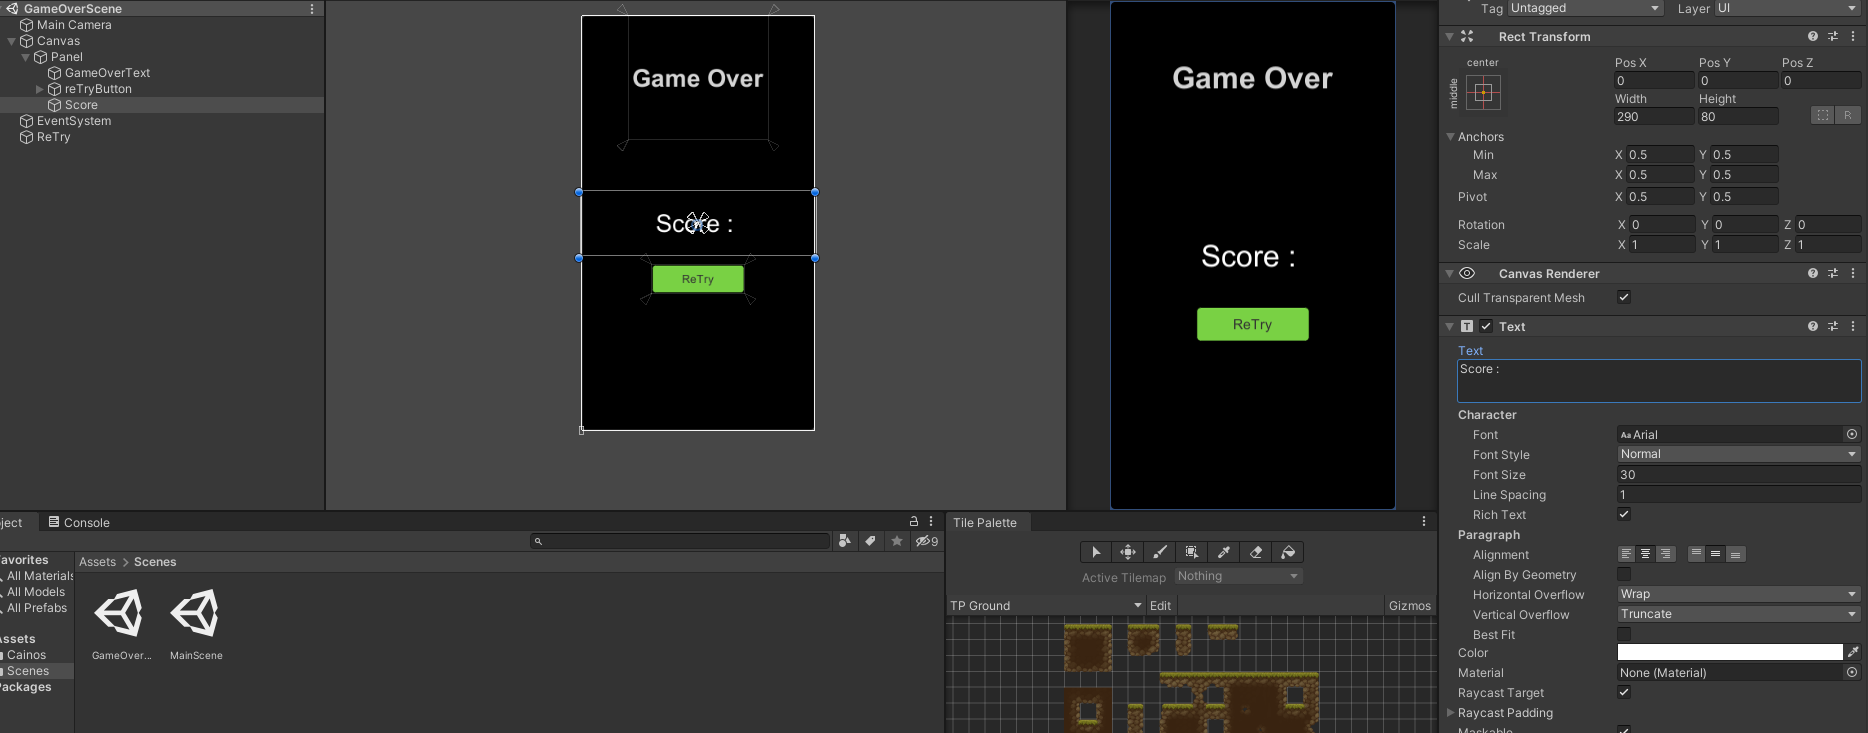 GameOverScene
Main Camera
Canvas
Panel
GameOverText
reTryButton
Score
EventSystem
ReTry
Game Over
Score :
ReTry
Game Over
Score :
ReTry
Tag Untagged Layer UI
Rect Transform
center
middle
Pos X Pos Y Pos Z
0 0 0
Width Height
290 80
R
Anchors
Min X 0.5 Y 0.5
Max X 0.5 Y 0.5
Pivot X 0.5 Y 0.5
Rotation X 0 Y 0 Z 0
Scale X 1 Y 1 Z 1
Canvas Renderer
Cull Transparent Mesh
T Text
Text
Score :
Character
Font Aa Arial
Font Style Normal
Font Size 30
Line Spacing 1
Rich Text
Paragraph
Alignment
Align By Geometry
Horizontal Overflow Wrap
Vertical Overflow Truncate
Best Fit
Color
Material None (Material)
Raycast Target
Raycast Padding
Maskable
oject Console
9
avorites
All Materials
All Models
All Prefabs
ssets
Cainos
Scenes
ackages
Assets > Scenes
GameOver...
MainScene
Tile Palette
Active Tilemap Nothing
TP Ground Edit Gizmos